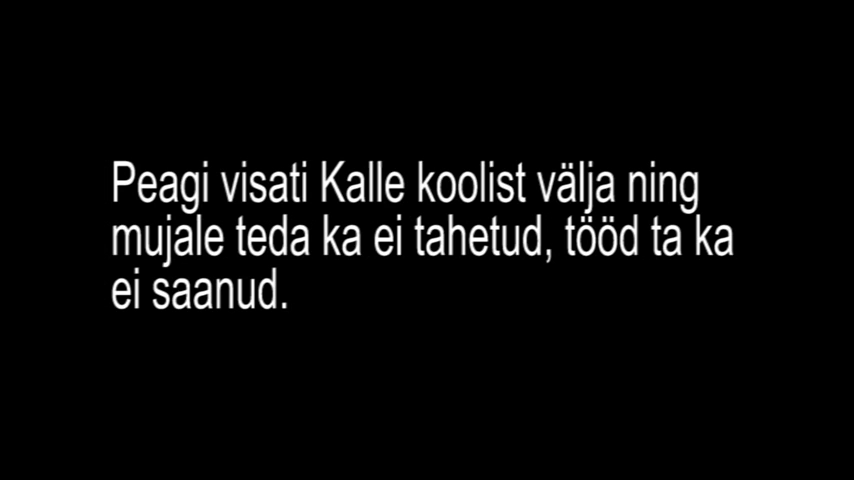 Peagi visati Kalle koolist välja ning
mujale teda ka ei tahetud, tööd ta ka
ei saanud.